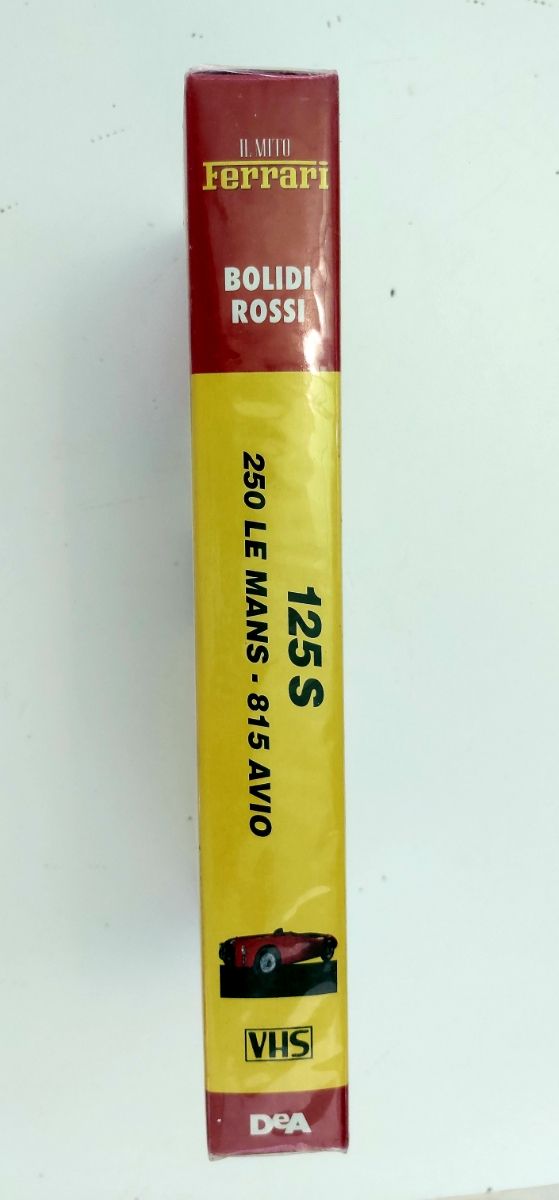 IL MITO
Ferrari
BOLIDI
ROSSI
125 S
250 LE MANS - 815 AVIO
VHS
DeA